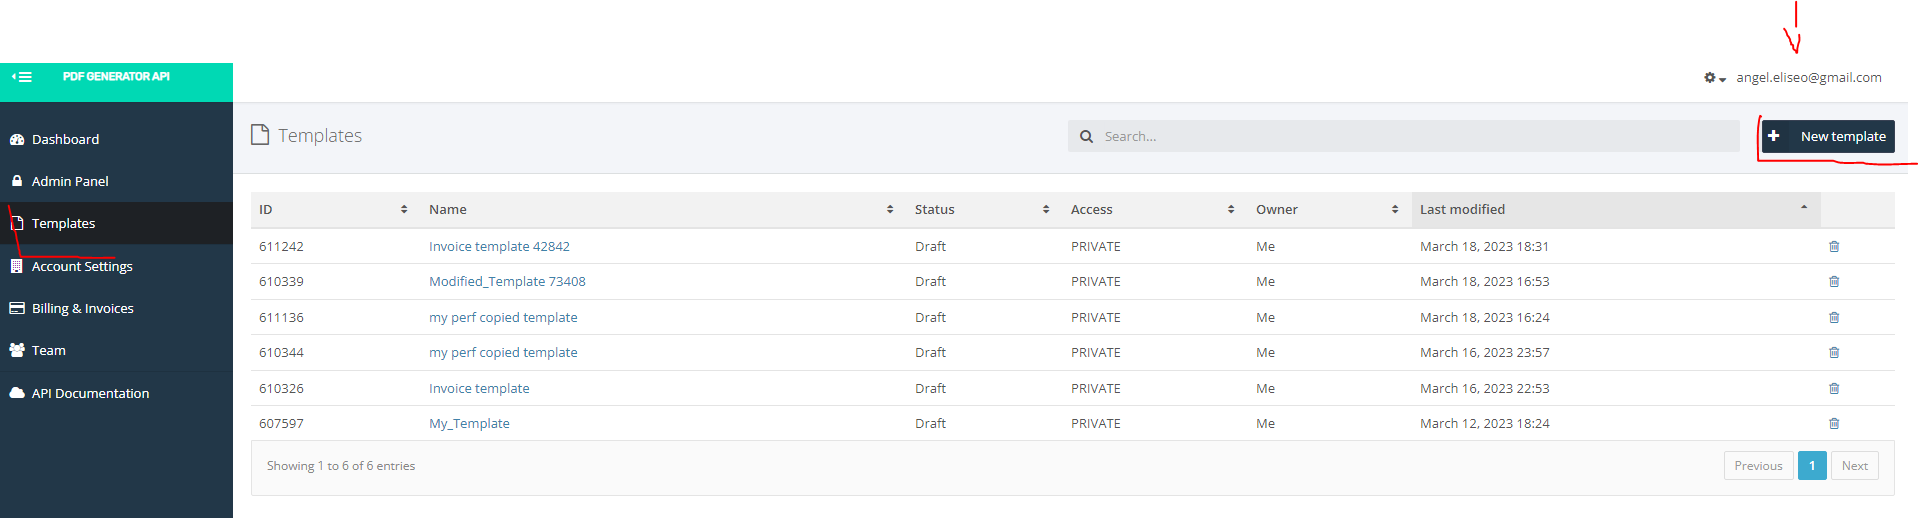 PDF GENERATOR API
angel.eliseo@gmail.com
Dashboard
Admin Panel
Templates
Account Settings
Billing & Invoices
Team
API Documentation
Templates
Search...
New template
ID Name Status Access Owner Last modified
611242 Invoice template 42842 Draft PRIVATE Me March 18, 2023 18:31
610339 Modified_Template 73408 Draft PRIVATE Me March 18, 2023 16:53
611136 my perf copied template Draft PRIVATE Me March 18, 2023 16:24
610344 my perf copied template Draft PRIVATE Me March 16, 2023 23:57
610326 Invoice template Draft PRIVATE Me March 16, 2023 22:53
607597 My_Template Draft PRIVATE Me March 12, 2023 18:24
Showing 1 to 6 of 6 entries
Previous 1 Next